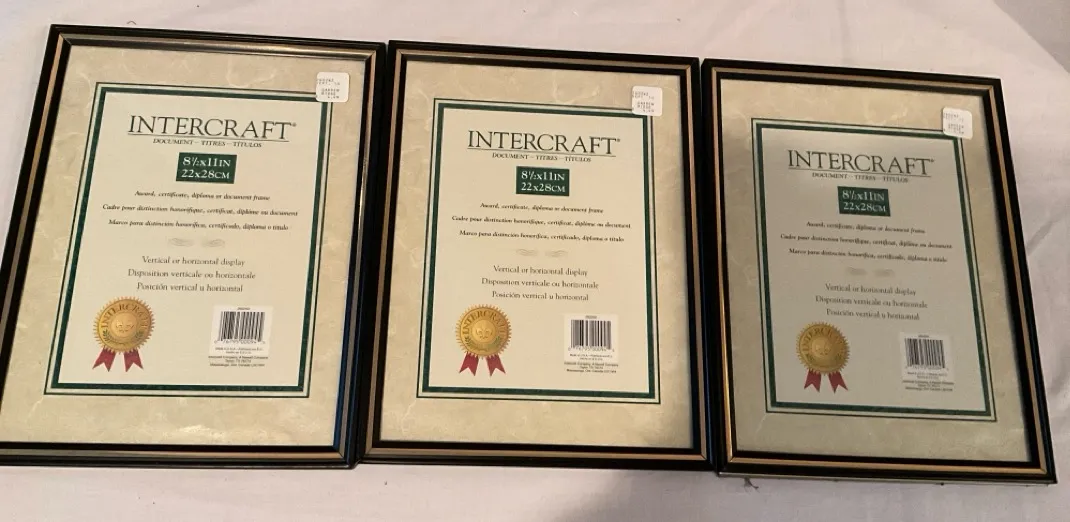 INTERCRAFT®
DOCUMENT - TITRES - TÍTULOS
8½x11IN
22x28CM
Award, certificate, diploma or document frame
Cadre pour distinction honorifique, certificat, diplôme ou document
Marco para distinción honorífica, certificado, diploma o título
Vertical or horizontal display
Disposition verticale ou horizontale
Posición vertical u horizontal
INTERCRAFT
INTERCRAFT®
DOCUMENT - TITRES - TÍTULOS
8½x11IN
22x28CM
Award, certificate, diploma or document frame
Cadre pour distinction honorifique, certificat, diplôme ou document
Marco para distinción honorífica, certificado, diploma o título
Vertical or horizontal display
Disposition verticale ou horizontale
Posición vertical u horizontal
INTERCRAFT
INTERCRAFT®
DOCUMENT - TITRES - TÍTULOS
8½x11IN
22x28CM
Award, certificate, diploma or document frame
Cadre pour distinction honorifique, certificat, diplôme ou document
Marco para distinción honorífica, certificado, diploma o título
Vertical or horizontal display
Disposition verticale ou horizontale
Posición vertical u horizontal
INTERCRAFT